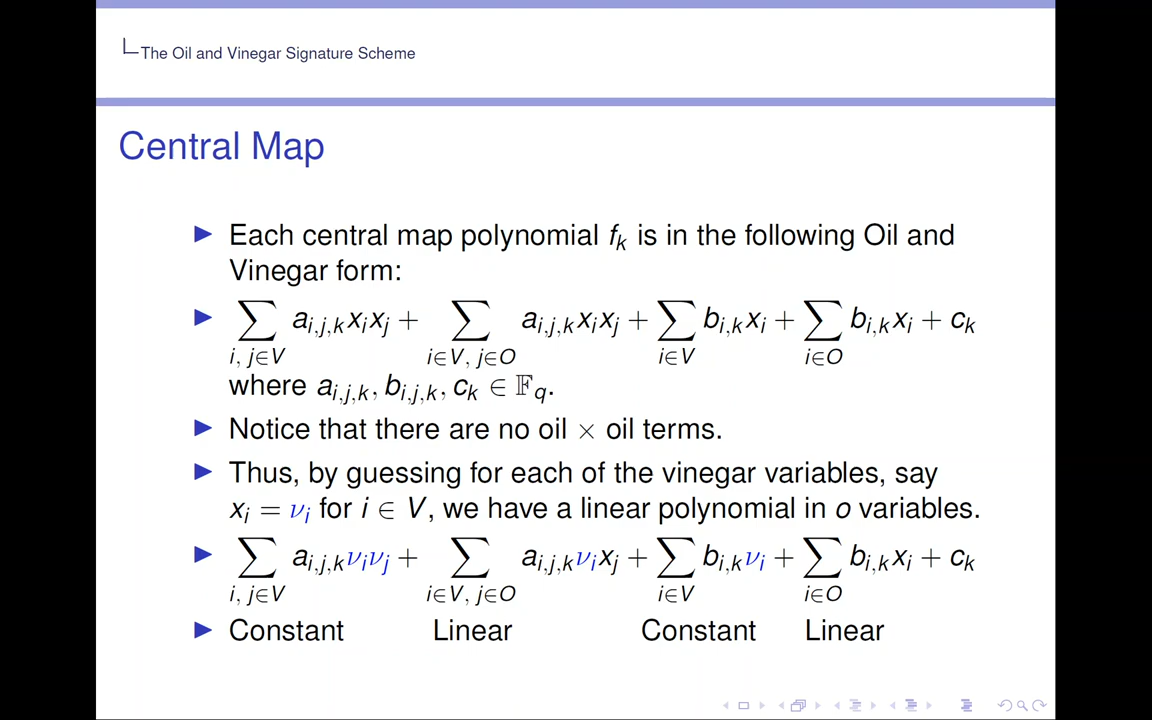 The Oil and Vinegar Signature Scheme
Central Map
▶ Each central map polynomial fₖ is in the following Oil and
Vinegar form:
▶ ∑_{i, j∈V} a_{i,j,k}x_i x_j + ∑_{i∈V, j∈O} a_{i,j,k}x_i x_j + ∑_{i∈V} b_{i,k}x_i + ∑_{i∈O} b_{i,k}x_i + c_k
where a_{i,j,k}, b_{i,j,k}, c_k ∈ 𝔽_q.
▶ Notice that there are no oil × oil terms.
▶ Thus, by guessing for each of the vinegar variables, say
x_i = ν_i for i ∈ V, we have a linear polynomial in o variables.
▶ ∑_{i, j∈V} a_{i,j,k}ν_i ν_j + ∑_{i∈V, j∈O} a_{i,j,k}ν_i x_j + ∑_{i∈V} b_{i,k}ν_i + ∑_{i∈O} b_{i,k}x_i + c_k
▶ Constant Linear Constant Linear